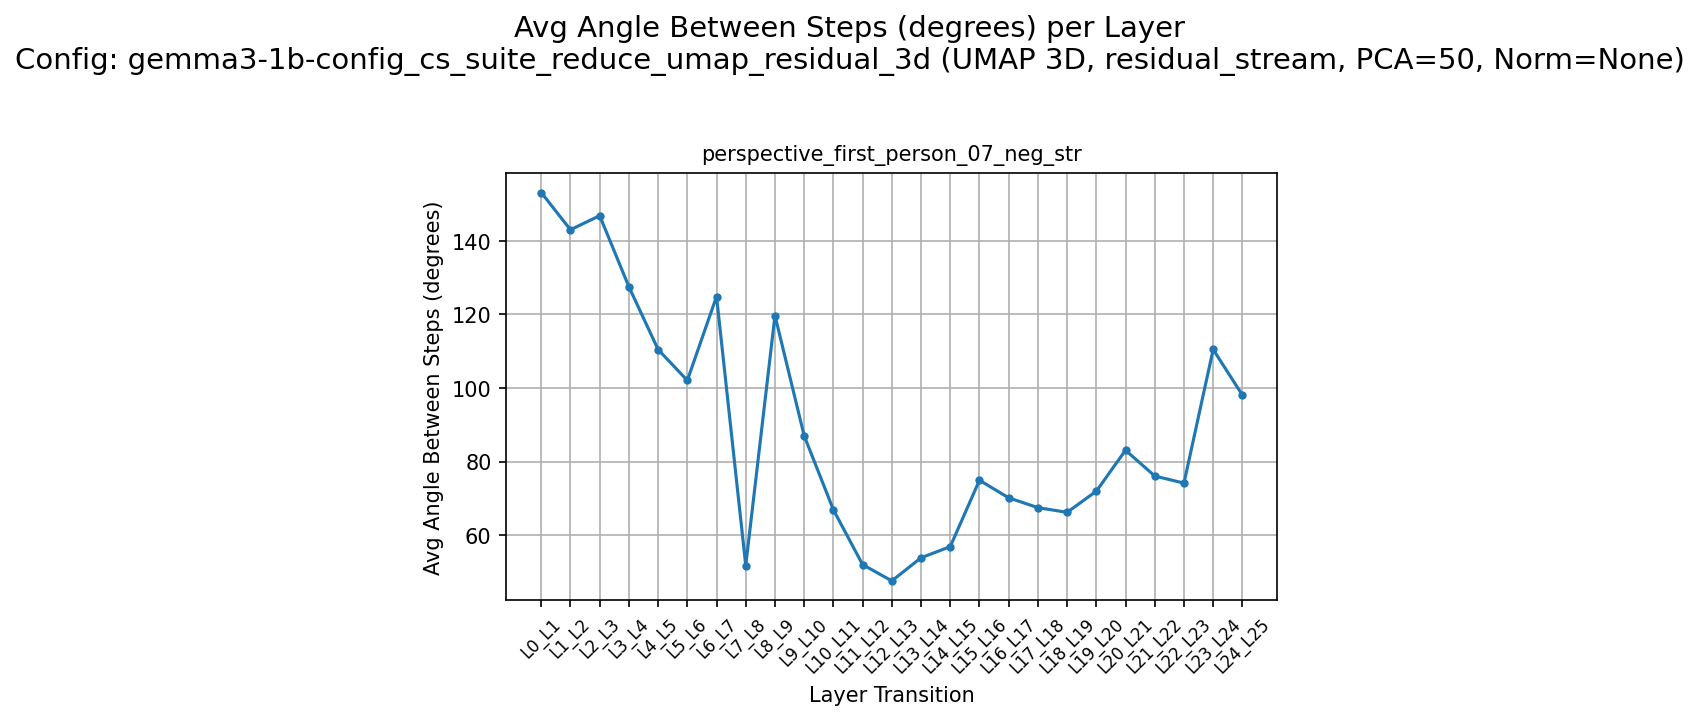 Avg Angle Between Steps (degrees) per Layer
Config: gemma3-1b-config_cs_suite_reduce_umap_residual_3d (UMAP 3D, residual_stream, PCA=50, Norm=None)
perspective_first_person_07_neg_str
Avg Angle Between Steps (degrees)
140
120
100
80
60
L0_L1
L1_L2
L2_L3
L3_L4
L4_L5
L5_L6
L6_L7
L7_L8
L8_L9
L9_L10
L10_L11
L11_L12
L12_L13
L13_L14
L14_L15
L15_L16
L16_L17
L17_L18
L18_L19
L19_L20
L20_L21
L21_L22
L22_L23
L23_L24
L24_L25
Layer Transition